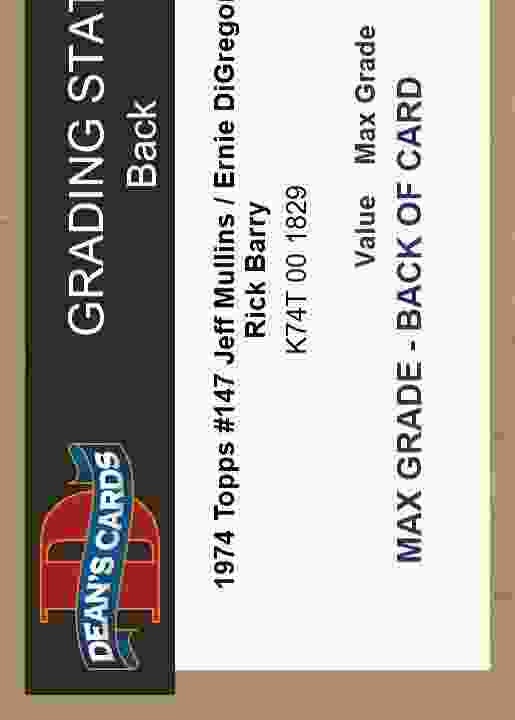 DEAN'S CARDS
GRADING STAT
Back
1974 Topps #147 Jeff Mullins / Ernie DiGregor
Rick Barry
K74T 00 1829
Value Max Grade
MAX GRADE - BACK OF CARD